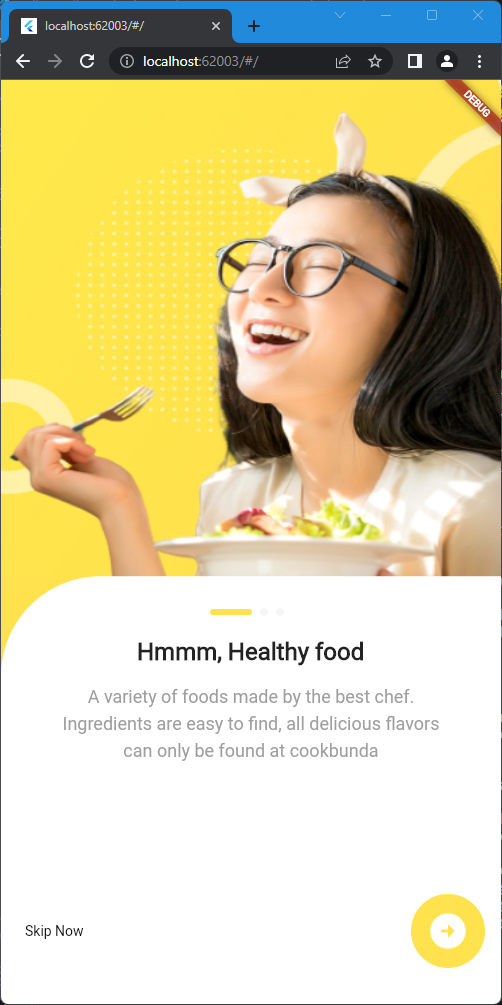 localhost:62003/#/
localhost:62003/#/
DEBUG
Hmmm, Healthy food
A variety of foods made by the best chef.
Ingredients are easy to find, all delicious flavors
can only be found at cookbunda
Skip Now